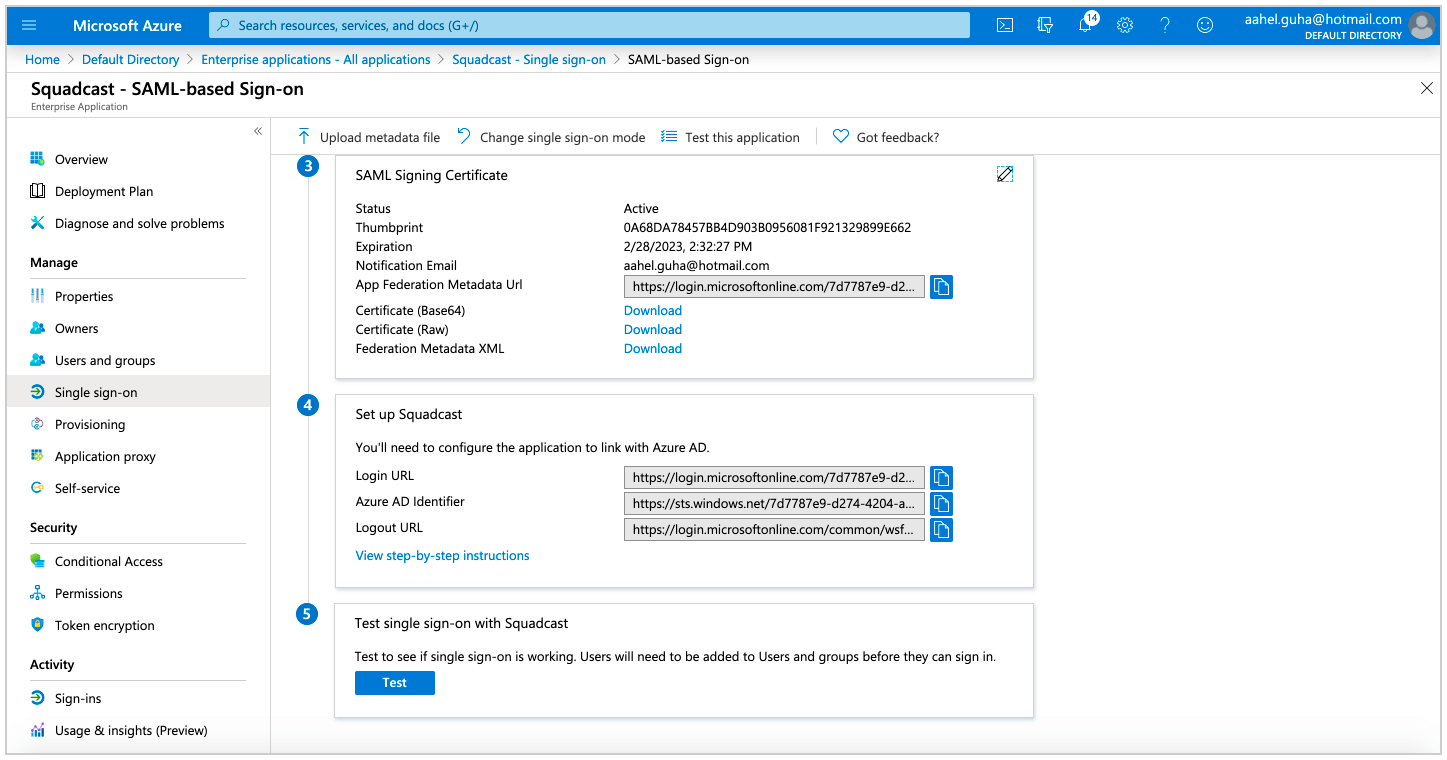 Microsoft Azure
Search resources, services, and docs (G+/)
14
aahel.guha@hotmail.com
DEFAULT DIRECTORY
Home > Default Directory > Enterprise applications - All applications > Squadcast - Single sign-on > SAML-based Sign-on
Squadcast - SAML-based Sign-on
Enterprise Application
«
Overview
Deployment Plan
Diagnose and solve problems
Manage
Properties
Owners
Users and groups
Single sign-on
Provisioning
Application proxy
Self-service
Security
Conditional Access
Permissions
Token encryption
Activity
Sign-ins
Usage & insights (Preview)
Upload metadata file Change single sign-on mode Test this application Got feedback?
3
SAML Signing Certificate
Status Active
Thumbprint 0A68DA78457BB4D903B0956081F921329899E662
Expiration 2/28/2023, 2:32:27 PM
Notification Email aahel.guha@hotmail.com
App Federation Metadata Url https://login.microsoftonline.com/7d7787e9-d2...
Certificate (Base64) Download
Certificate (Raw) Download
Federation Metadata XML Download
4
Set up Squadcast
You'll need to configure the application to link with Azure AD.
Login URL https://login.microsoftonline.com/7d7787e9-d2...
Azure AD Identifier https://sts.windows.net/7d7787e9-d274-4204-a...
Logout URL https://login.microsoftonline.com/common/wsf...
View step-by-step instructions
5
Test single sign-on with Squadcast
Test to see if single sign-on is working. Users will need to be added to Users and groups before they can sign in.
Test